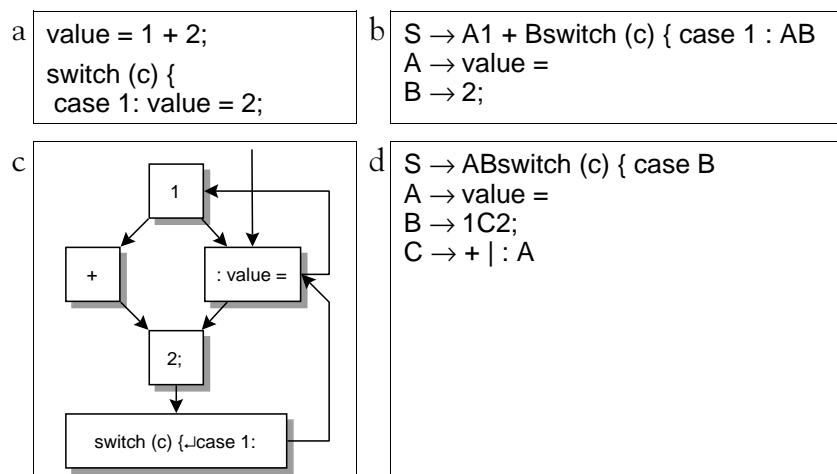 a
value = 1 + 2;
switch (c) {
case 1: value = 2;
b
S → A1 + Bswitch (c) { case 1 : AB
A → value =
B → 2;
c
1
+
: value =
2;
switch (c) {↵case 1:
d
S → ABswitch (c) { case B
A → value =
B → 1C2;
C → + | : A